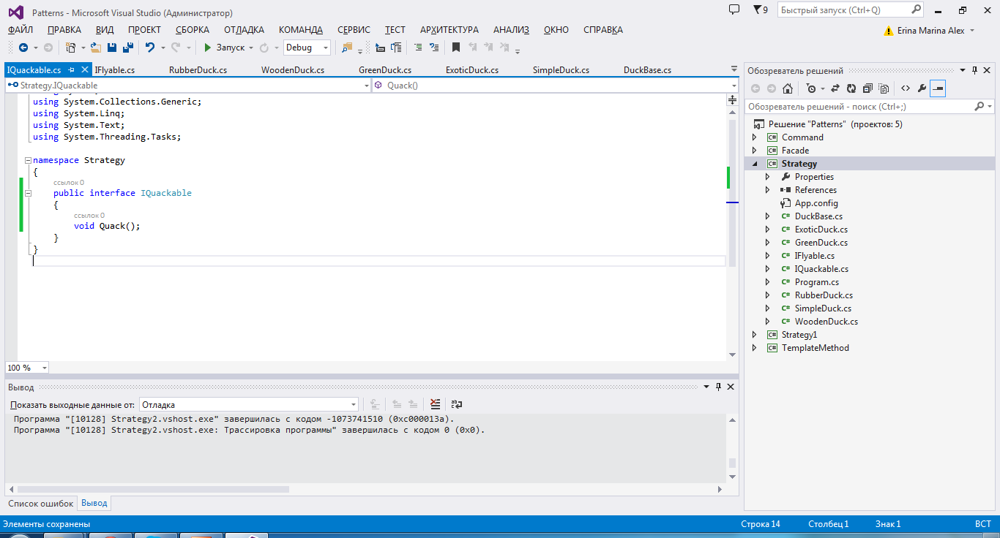 Patterns - Microsoft Visual Studio (Администратор)
9
Быстрый запуск (Ctrl+Q)
ФАЙЛ ПРАВКА ВИД ПРОЕКТ СБОРКА ОТЛАДКА КОМАНДА СЕРВИС ТЕСТ АРХИТЕКТУРА АНАЛИЗ ОКНО СПРАВКА
Erina Marina Alex
Запуск Debug
IQuackable.cs IFlyable.cs RubberDuck.cs WoodenDuck.cs GreenDuck.cs ExoticDuck.cs SimpleDuck.cs DuckBase.cs
Strategy.IQuackable Quack()
using System.Collections.Generic;
using System.Linq;
using System.Text;
using System.Threading.Tasks;
namespace Strategy
{
ссылок 0
public interface IQuackable
{
ссылок 0
void Quack();
}
}
100 %
Вывод
Показать выходные данные от: Отладка
Программа "[10128] Strategy2.vshost.exe" завершилась с кодом -1073741510 (0xc000013a).
Программа "[10128] Strategy2.vshost.exe: Трассировка программы" завершилась с кодом 0 (0x0).
Список ошибок Вывод
Обозреватель решений
Обозреватель решений - поиск (Ctrl+;)
Решение "Patterns" (проектов: 5)
C# Command
C# Facade
C# Strategy
Properties
References
App.config
C# DuckBase.cs
C# ExoticDuck.cs
C# GreenDuck.cs
C# IFlyable.cs
C# IQuackable.cs
C# Program.cs
C# RubberDuck.cs
C# SimpleDuck.cs
C# WoodenDuck.cs
C# Strategy1
C# TemplateMethod
Элементы сохранены Строка 14 Столбец 1 Знак 1 ВСТ